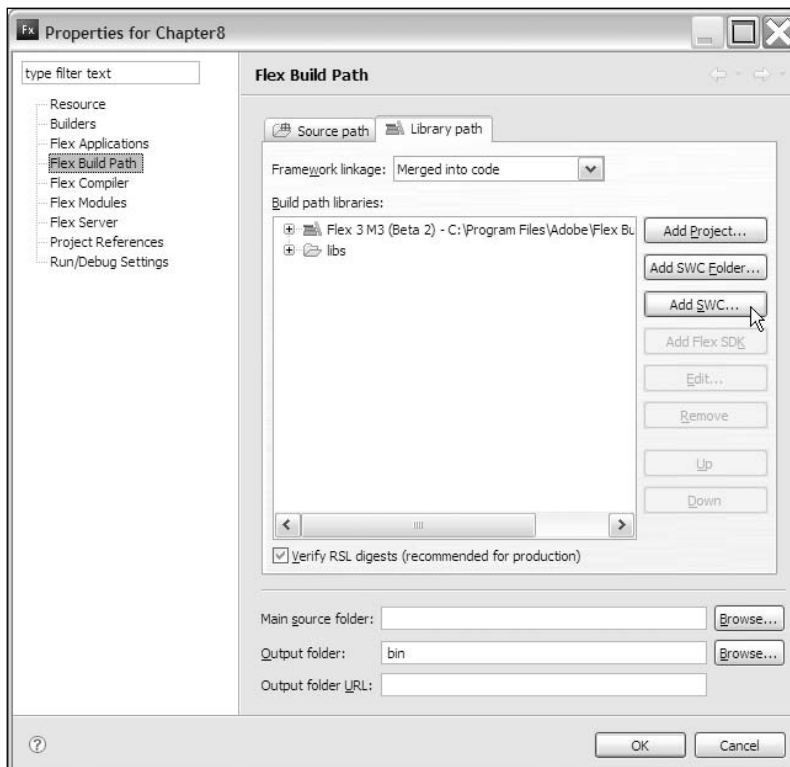 Fx Properties for Chapter8
type filter text
Resource
Builders
Flex Applications
Flex Build Path
Flex Compiler
Flex Modules
Flex Server
Project References
Run/Debug Settings
Flex Build Path
Source path
Library path
Framework linkage: Merged into code
Build path libraries:
Flex 3 M3 (Beta 2) - C:\Program Files\Adobe\Flex Bu
libs
Add Project...
Add SWC Folder...
Add SWC...
Add Flex SDK
Edit...
Remove
Up
Down
Verify RSL digests (recommended for production)
Main source folder: Browse...
Output folder: bin Browse...
Output folder URL:
? OK Cancel